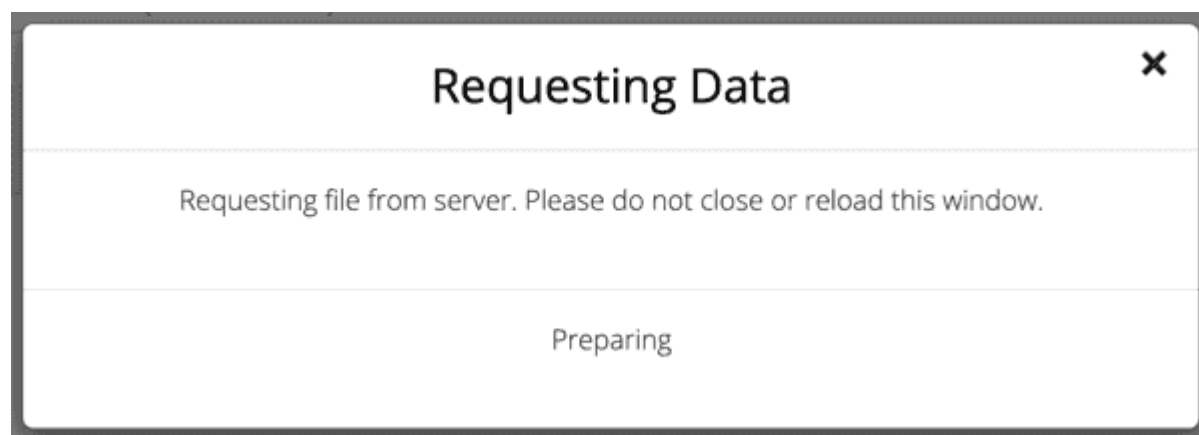 Requesting Data
Requesting file from server. Please do not close or reload this window.
Preparing